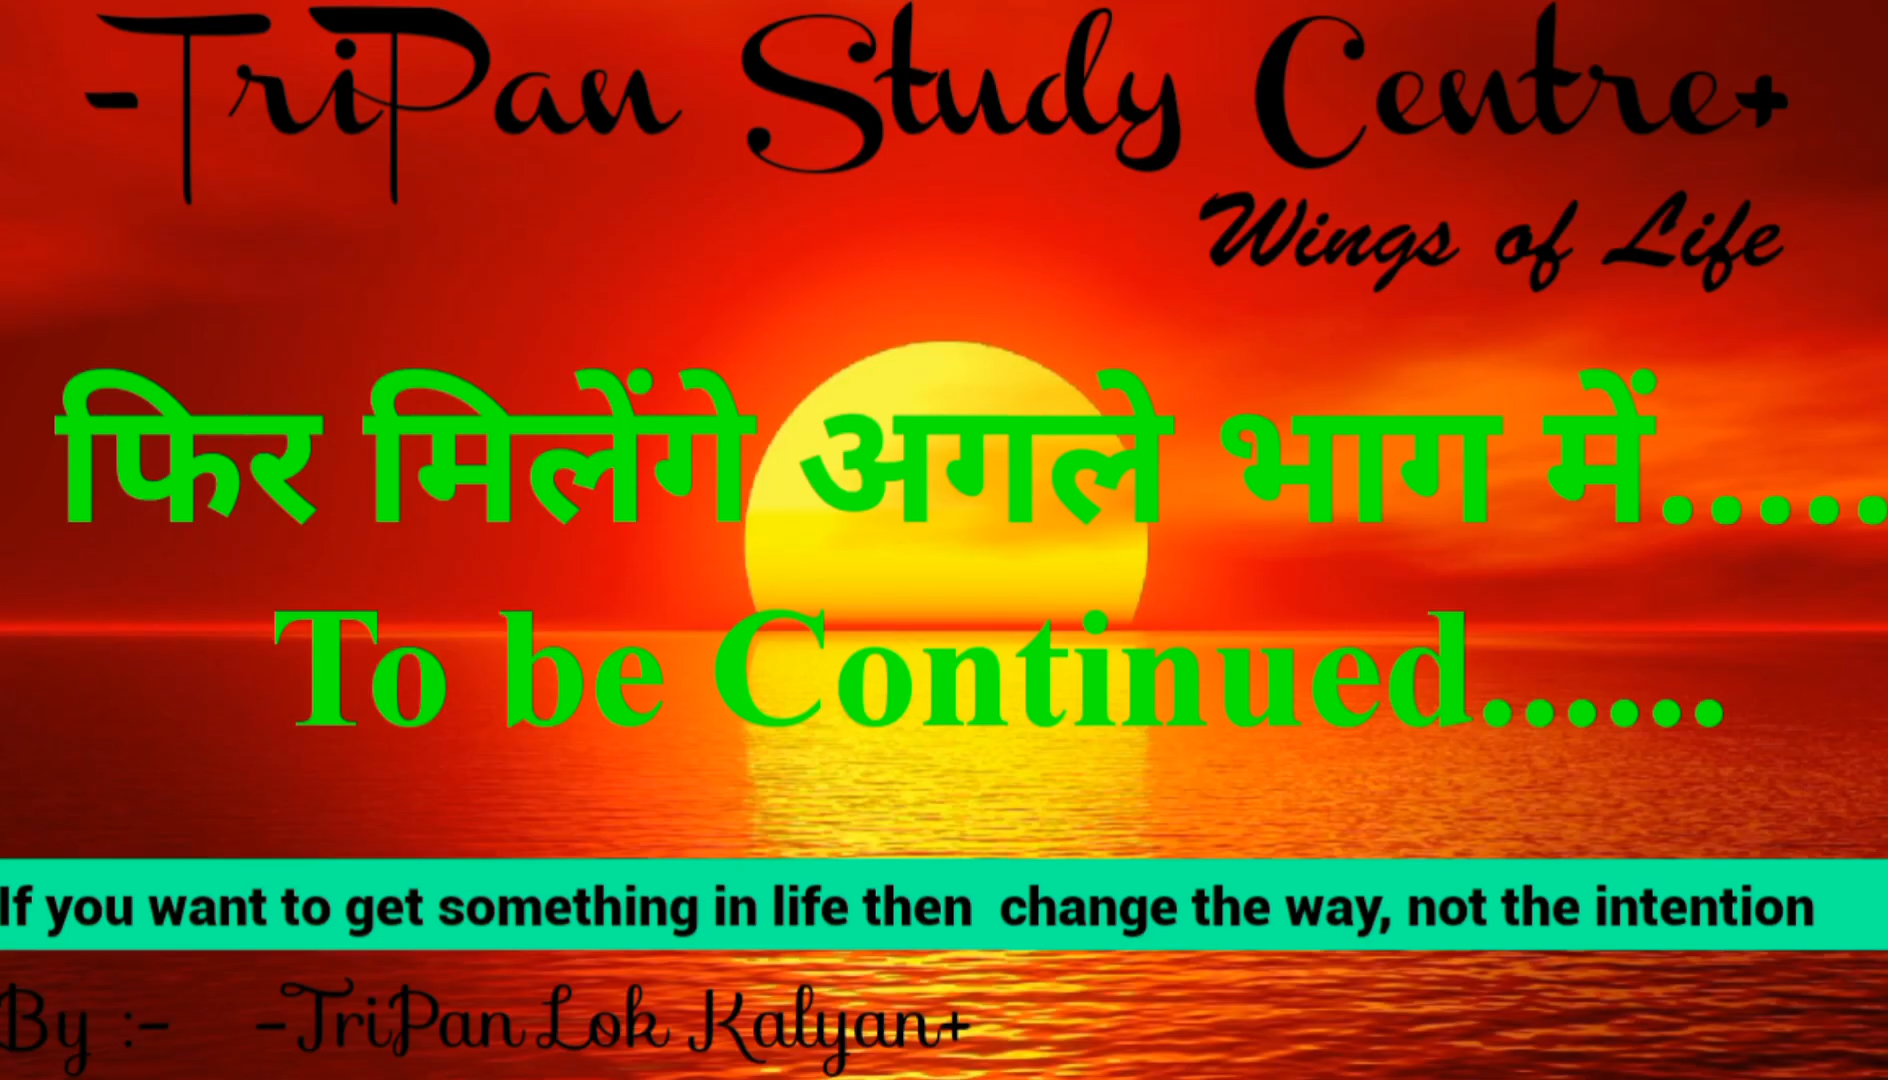 -TriPan Study Centre+
Wings of Life
फिर मिलेंगे अगले भाग में.....
To be Continued......
If you want to get something in life then change the way, not the intention
By :- -TriPan Lok Kalyan+